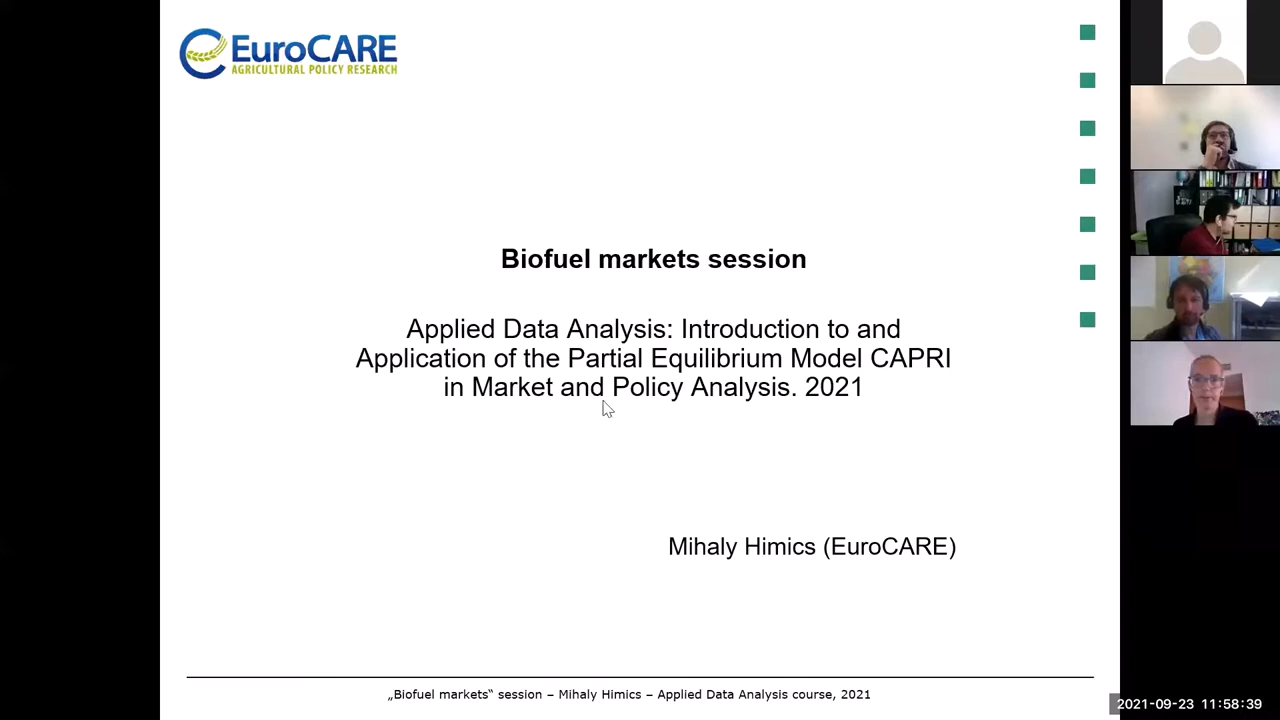 EuroCARE
AGRICULTURAL POLICY RESEARCH
Biofuel markets session
Applied Data Analysis: Introduction to and
Application of the Partial Equilibrium Model CAPRI
in Market and Policy Analysis. 2021
Mihaly Himics (EuroCARE)
„Biofuel markets“ session – Mihaly Himics – Applied Data Analysis course, 2021
2021-09-23 11:58:39